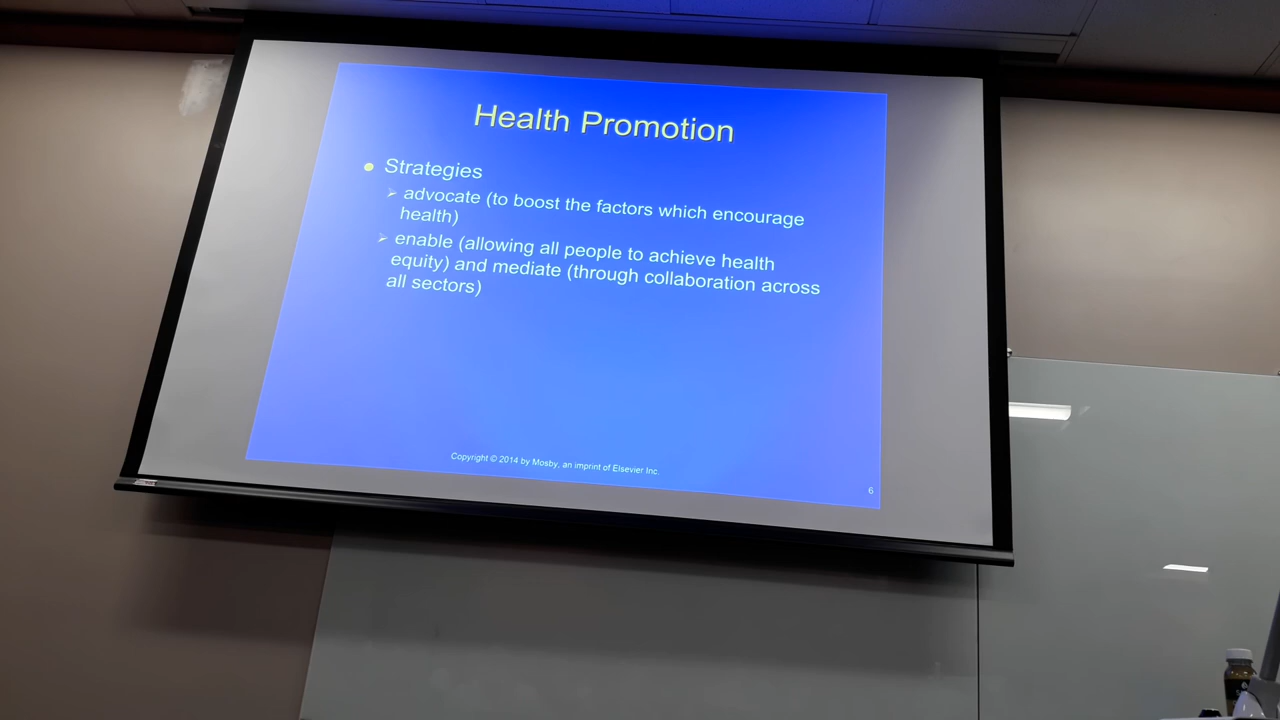 Health Promotion
Strategies
advocate (to boost the factors which encourage
health)
enable (allowing all people to achieve health
equity) and mediate (through collaboration across
all sectors)
Copyright © 2014 by Mosby, an imprint of Elsevier Inc.
6